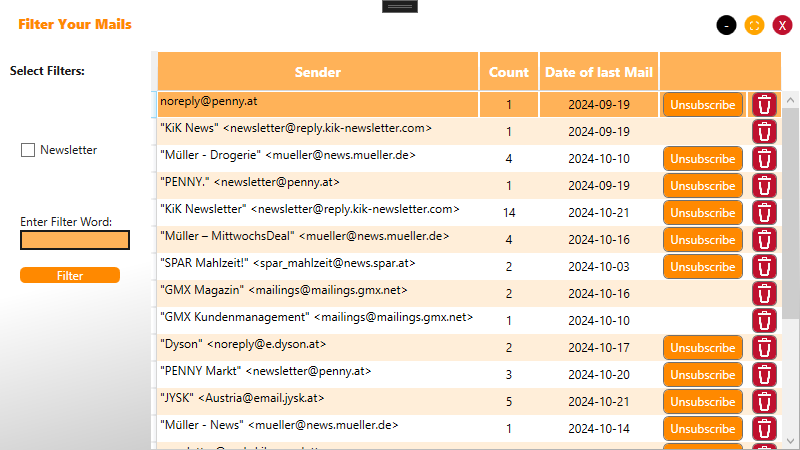 Filter Your Mails
- X
Select Filters:
Newsletter
Enter Filter Word:
Filter
Sender Count Date of last Mail
noreply@penny.at 1 2024-09-19 Unsubscribe
"KiK News" <newsletter@reply.kik-newsletter.com> 1 2024-09-19
"Müller - Drogerie" <mueller@news.mueller.de> 4 2024-10-10 Unsubscribe
"PENNY." <newsletter@penny.at> 1 2024-09-19 Unsubscribe
"KiK Newsletter" <newsletter@reply.kik-newsletter.com> 14 2024-10-21 Unsubscribe
"Müller – MittwochsDeal" <mueller@news.mueller.de> 4 2024-10-16 Unsubscribe
"SPAR Mahlzeit!" <spar_mahlzeit@news.spar.at> 2 2024-10-03 Unsubscribe
"GMX Magazin" <mailings@mailings.gmx.net> 2 2024-10-16
"GMX Kundenmanagement" <mailings@mailings.gmx.net> 1 2024-10-10
"Dyson" <noreply@e.dyson.at> 2 2024-10-17 Unsubscribe
"PENNY Markt" <newsletter@penny.at> 3 2024-10-20 Unsubscribe
"JYSK" <Austria@email.jysk.at> 5 2024-10-21 Unsubscribe
"Müller - News" <mueller@news.mueller.de> 1 2024-10-14 Unsubscribe